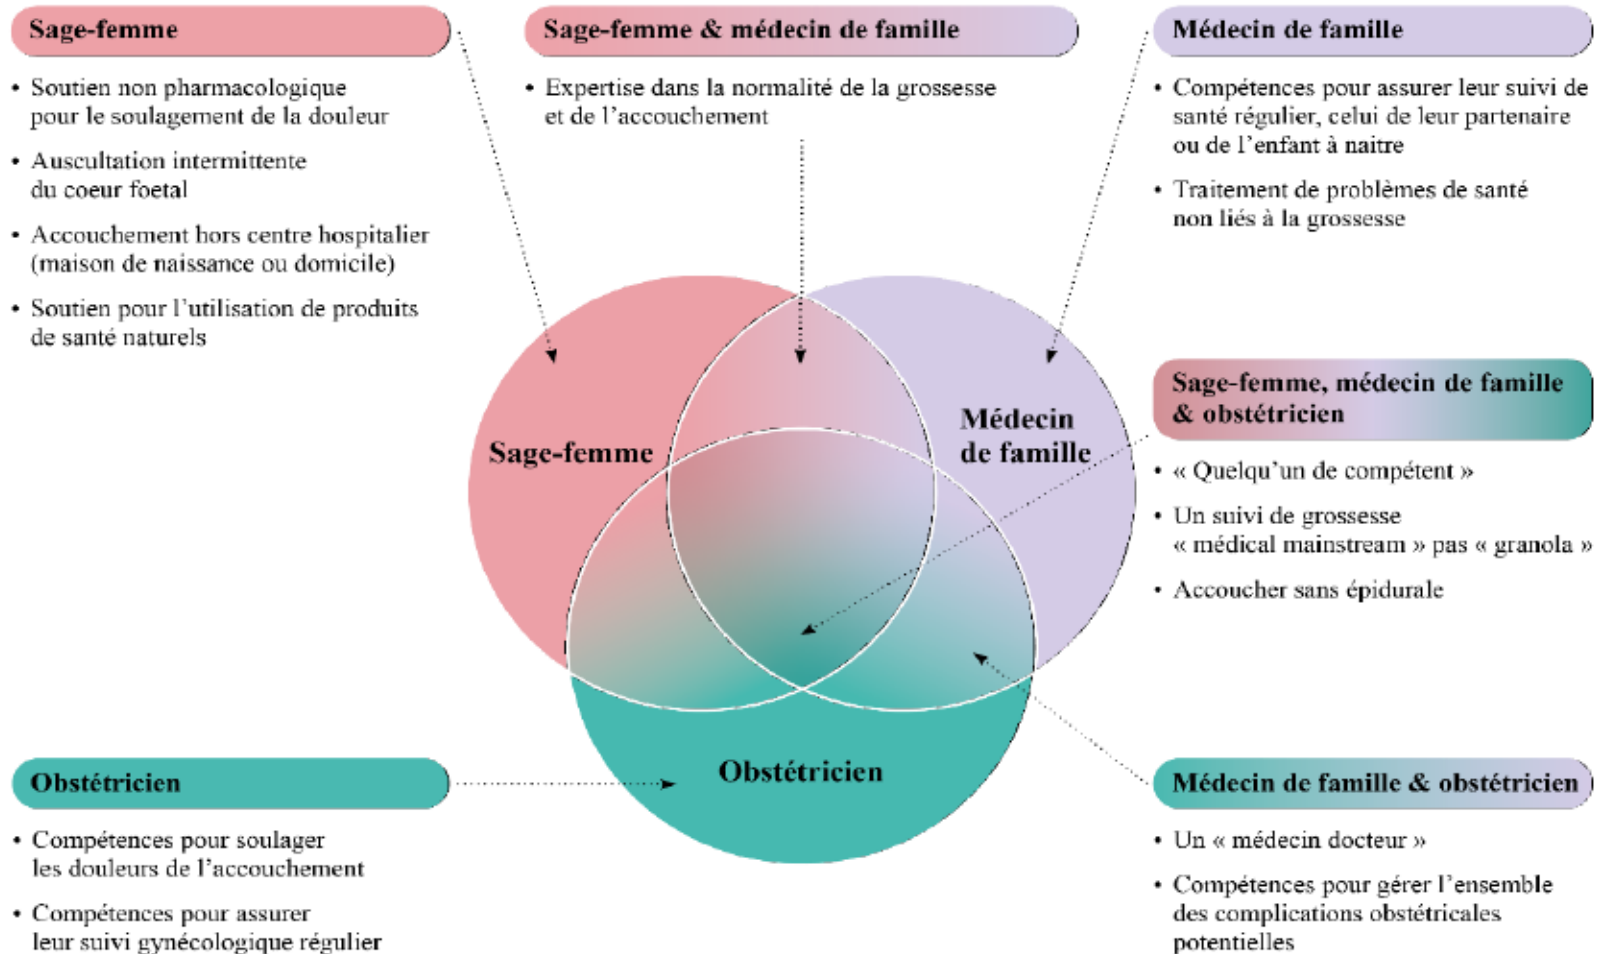 Sage-femme
• Soutien non pharmacologique
pour le soulagement de la douleur
• Auscultation intermittente
du coeur foetal
• Accouchement hors centre hospitalier
(maison de naissance ou domicile)
• Soutien pour l'utilisation de produits
de santé naturels
Sage-femme & médecin de famille
• Expertise dans la normalité de la grossesse
et de l'accouchement
Médecin de famille
• Compétences pour assurer leur suivi de
santé régulier, celui de leur partenaire
ou de l'enfant à naitre
• Traitement de problèmes de santé
non liés à la grossesse
Sage-femme
Médecin
de famille
Obstétricien
Sage-femme, médecin de famille
& obstétricien
• « Quelqu'un de compétent »
• Un suivi de grossesse
« médical mainstream » pas « granola »
• Accoucher sans épidurale
Obstétricien
• Compétences pour soulager
les douleurs de l'accouchement
• Compétences pour assurer
leur suivi gynécologique régulier
Médecin de famille & obstétricien
• Un « médecin docteur »
• Compétences pour gérer l'ensemble
des complications obstétricales
potentielles